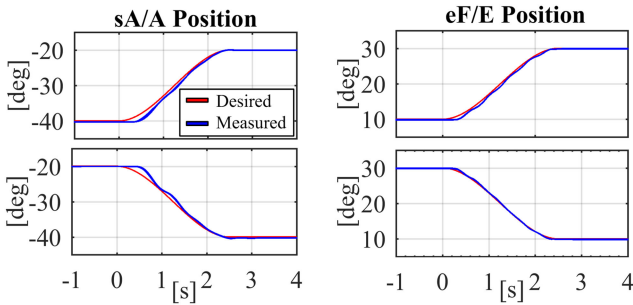 sA/A Position
eF/E Position
[deg]
-20
-30
-40
Desired
Measured
[deg]
30
20
10
[deg]
-20
-30
-40
[deg]
30
20
10
-1 0 1 [s] 2 3 4
-1 0 1 [s] 2 3 4